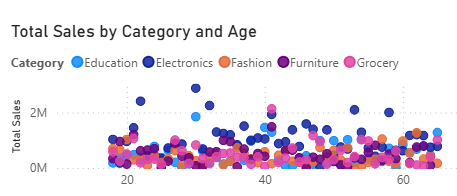 Total Sales by Category and Age
Category Education Electronics Fashion Furniture Grocery
Total Sales
2M
0M
20 40 60